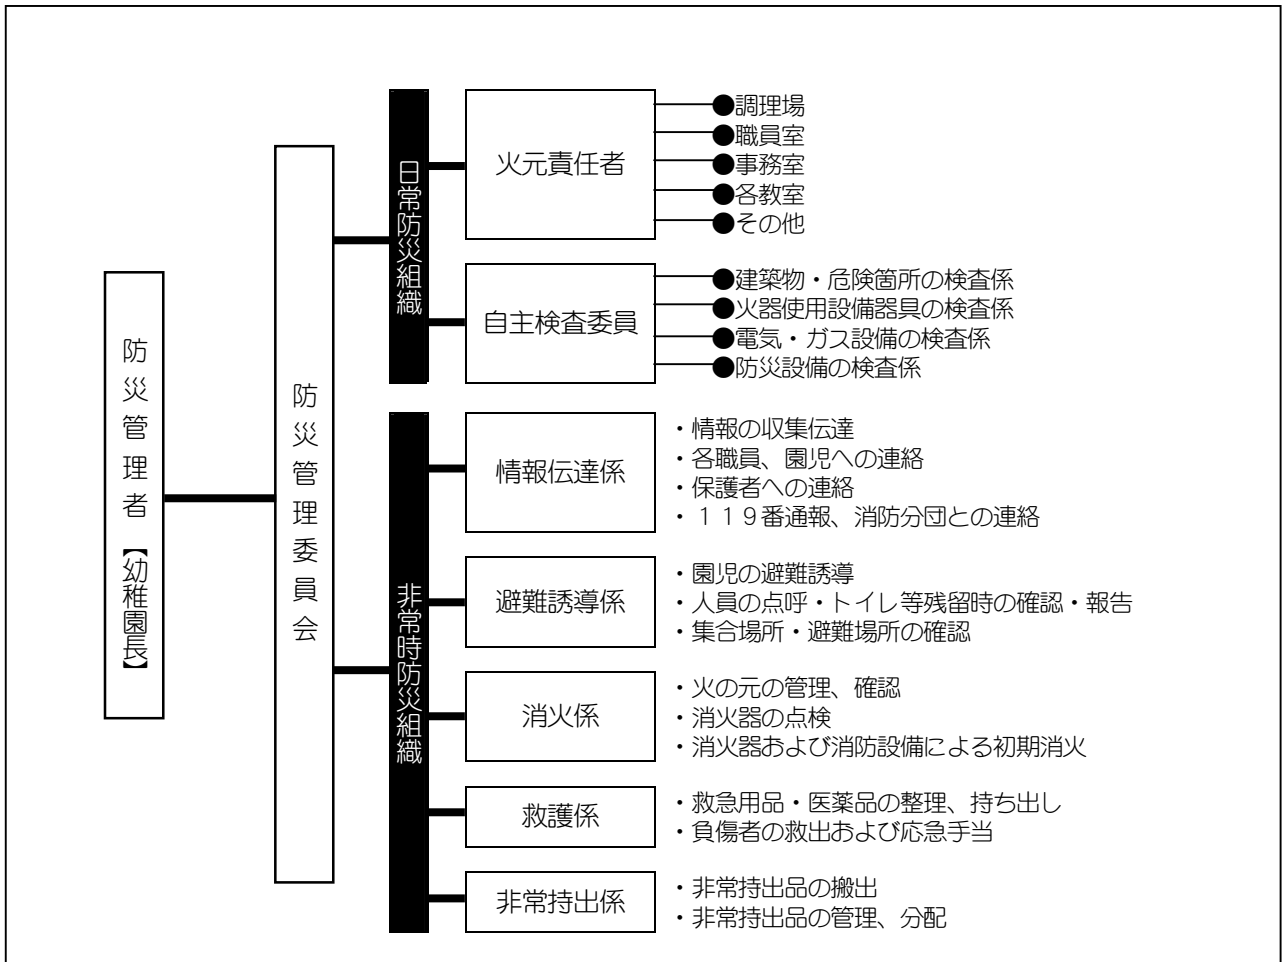 防災管理者【幼稚園長】
防災管理委員会
日常防災組織
火元責任者
●調理場
●職員室
●事務室
●各教室
●その他
自主検査委員
●建築物・危険箇所の検査係
●火器使用設備器具の検査係
●電気・ガス設備の検査係
●防災設備の検査係
非常時防災組織
情報伝達係
・情報の収集伝達
・各職員、園児への連絡
・保護者への連絡
・１１９番通報、消防分団との連絡
避難誘導係
・園児の避難誘導
・人員の点呼・トイレ等残留時の確認・報告
・集合場所・避難場所の確認
消火係
・火の元の管理、確認
・消火器の点検
・消火器および消防設備による初期消火
救護係
・救急用品・医薬品の整理、持ち出し
・負傷者の救出および応急手当
非常持出係
・非常持出品の搬出
・非常持出品の管理、分配